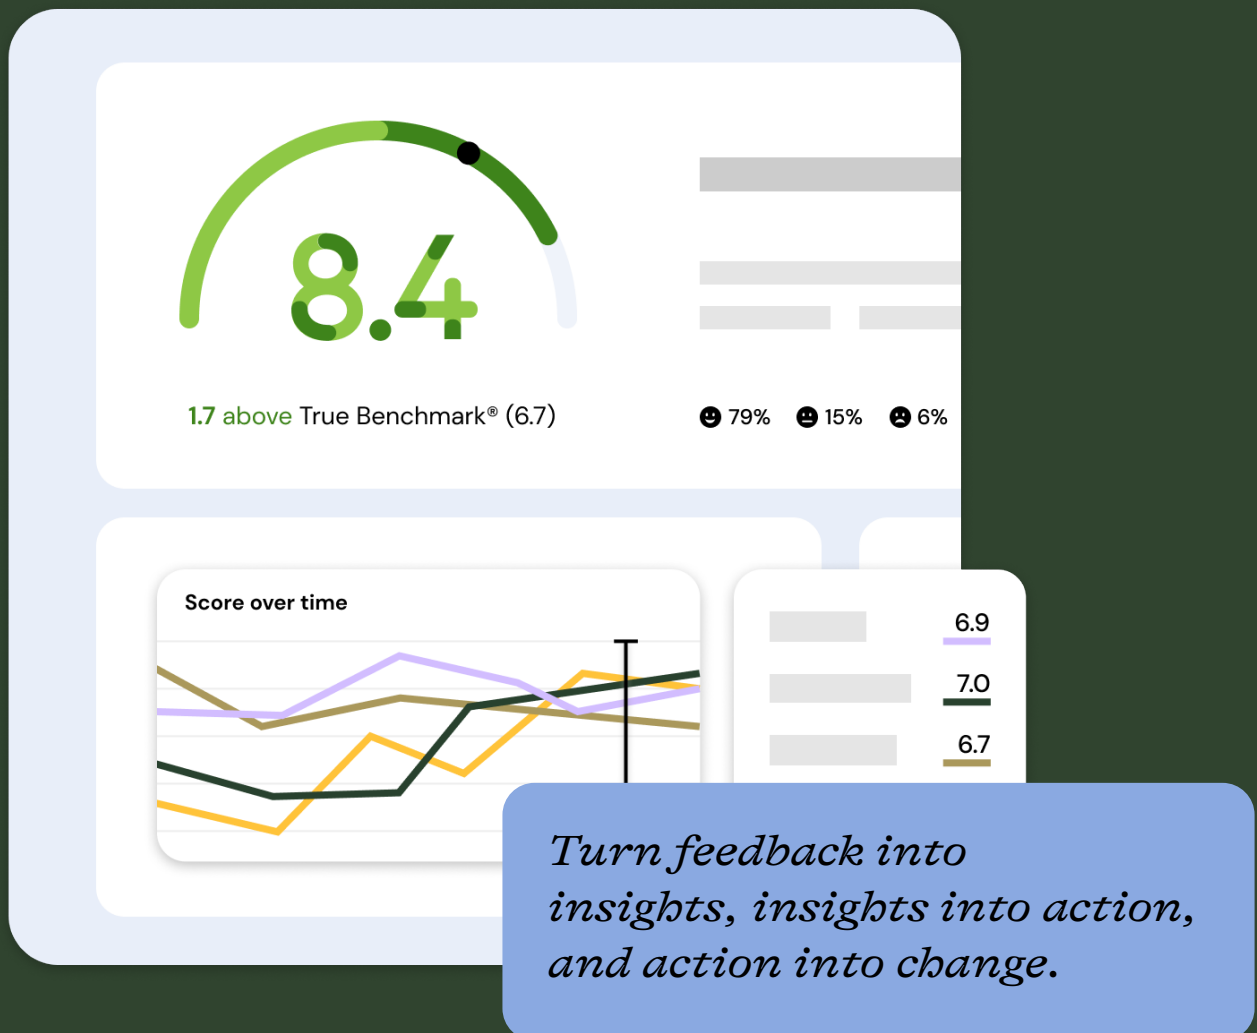 8.4
1.7 above True Benchmark® (6.7)
79% 15% 6%
Score over time
6.9
7.0
6.7
Turn feedback into
insights, insights into action,
and action into change.